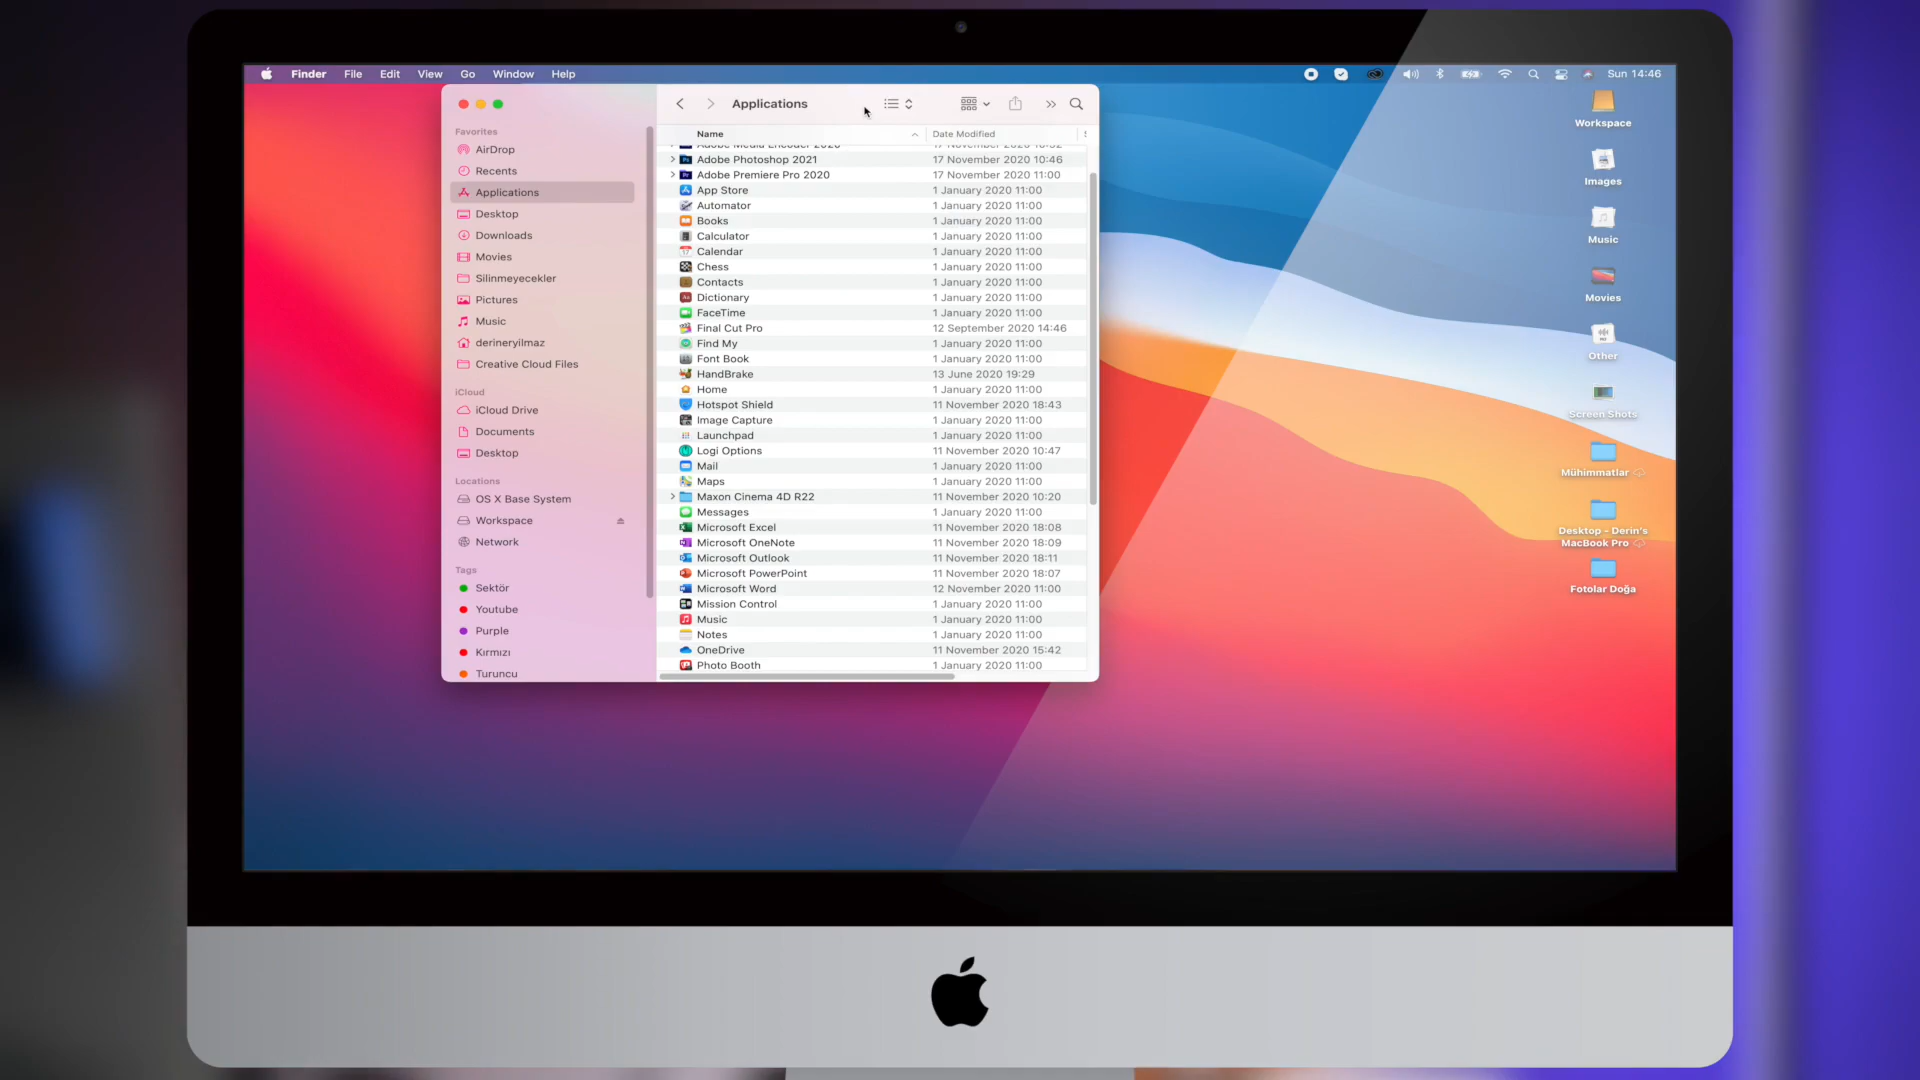 Finder File Edit View Go Window Help
Sun 14:46
Applications
Favorites
AirDrop
Recents
Applications
Desktop
Downloads
Movies
Silinmeyecekler
Pictures
Music
derineryilmaz
Creative Cloud Files
iCloud
iCloud Drive
Documents
Desktop
Locations
OS X Base System
Workspace
Network
Tags
Sektör
Youtube
Purple
Kırmızı
Turuncu
Name Date Modified
Adobe Media Encoder 2020 17 November 2020 10:52
Adobe Photoshop 2021 17 November 2020 10:46
Adobe Premiere Pro 2020 17 November 2020 11:00
App Store 1 January 2020 11:00
Automator 1 January 2020 11:00
Books 1 January 2020 11:00
Calculator 1 January 2020 11:00
Calendar 1 January 2020 11:00
Chess 1 January 2020 11:00
Contacts 1 January 2020 11:00
Dictionary 1 January 2020 11:00
FaceTime 1 January 2020 11:00
Final Cut Pro 12 September 2020 14:46
Find My 1 January 2020 11:00
Font Book 1 January 2020 11:00
HandBrake 13 June 2020 19:29
Home 1 January 2020 11:00
Hotspot Shield 11 November 2020 18:43
Image Capture 1 January 2020 11:00
Launchpad 1 January 2020 11:00
Logi Options 11 November 2020 10:47
Mail 1 January 2020 11:00
Maps 1 January 2020 11:00
Maxon Cinema 4D R22 11 November 2020 10:20
Messages 1 January 2020 11:00
Microsoft Excel 11 November 2020 18:08
Microsoft OneNote 11 November 2020 18:09
Microsoft Outlook 11 November 2020 18:11
Microsoft PowerPoint 11 November 2020 18:07
Microsoft Word 12 November 2020 11:00
Mission Control 1 January 2020 11:00
Music 1 January 2020 11:00
Notes 1 January 2020 11:00
OneDrive 11 November 2020 15:42
Photo Booth 1 January 2020 11:00
Workspace
Images
Music
Movies
Other
Screen Shots
Mühimmatlar
Desktop - Derin's
MacBook Pro
Fotolar Doğa